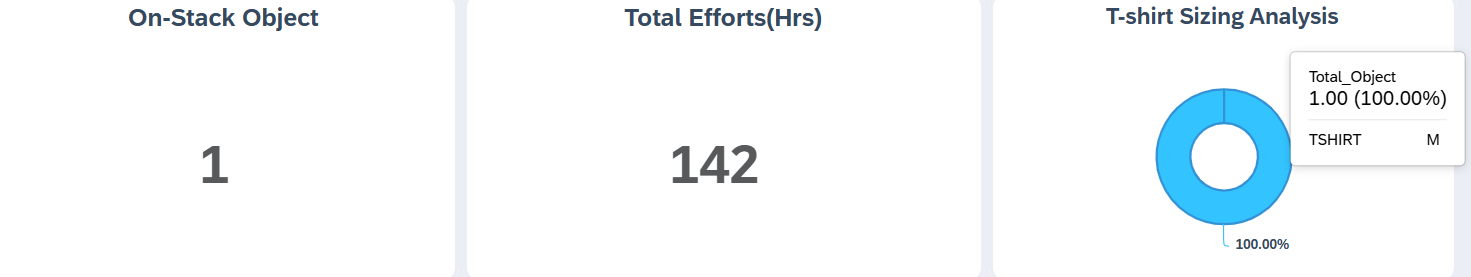 On-Stack Object
1
Total Efforts(Hrs)
142
T-shirt Sizing Analysis
Total_Object
1.00 (100.00%)
TSHIRT M
100.00%